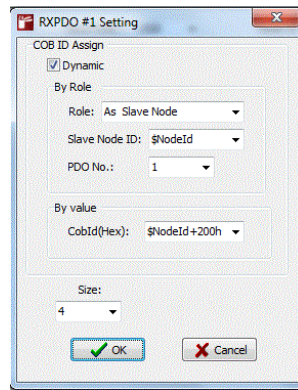 RXPDO #1 Setting
COB ID Assign
Dynamic
By Role
Role: As Slave Node
Slave Node ID: $NodeId
PDO No.: 1
By value
CobId(Hex): $NodeId+200h
Size:
4
OK Cancel